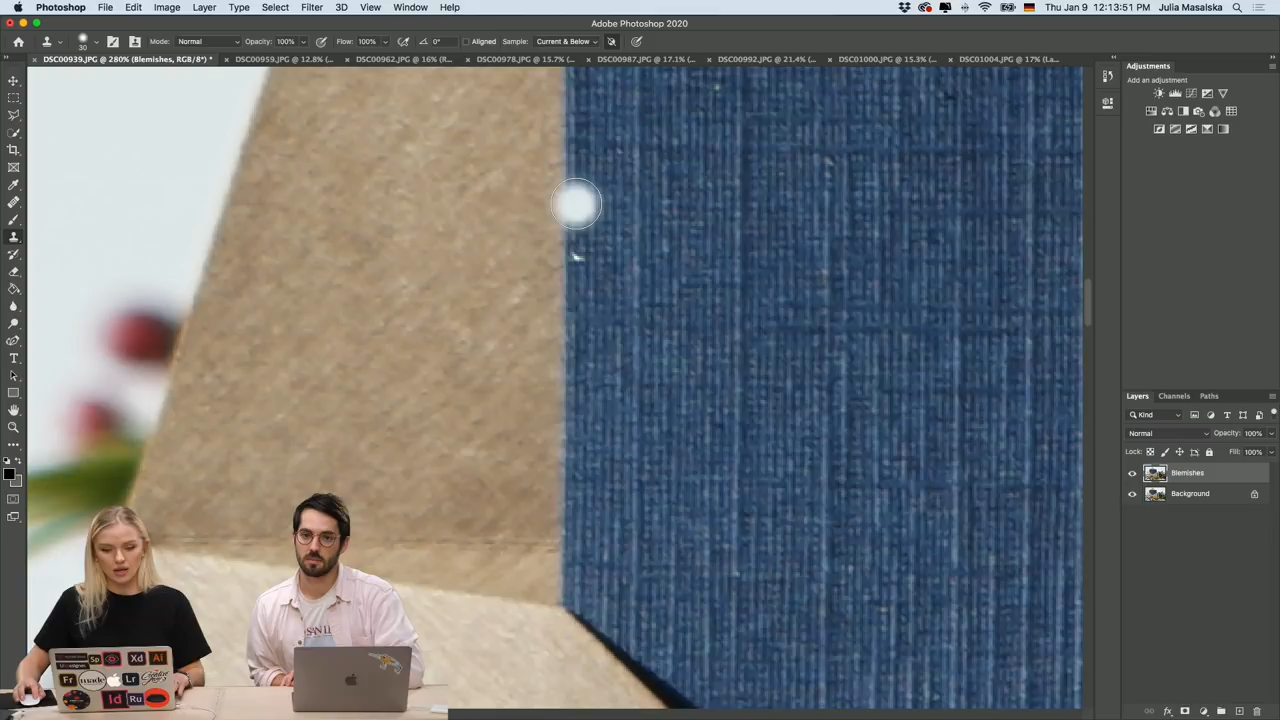 Photoshop File Edit Image Layer Type Select Filter 3D View Window Help Thu Jan 9 12:13:51 PM Julia Masalska
Adobe Photoshop 2020
30 Mode: Normal Opacity: 100% Flow: 100% 0° Aligned Sample: Current & Below
DSC00939.JPG @ 280% (Blemishes, RGB/8*) * DSC00959.JPG @ 12.8% (... DSC00962.JPG @ 16% (R... DSC00978.JPG @ 15.7% (... DSC00987.JPG @ 17.1% (... DSC00992.JPG @ 21.4% (... DSC01000.JPG @ 15.3% (... DSC01004.JPG @ 17% (La...
Adjustments
Add an adjustment
Layers Channels Paths
Kind
Normal Opacity: 100%
Lock: Fill: 100%
Blemishes
Background
SAN L
Sp Xd Ai
Fr made Lr
Id Ru